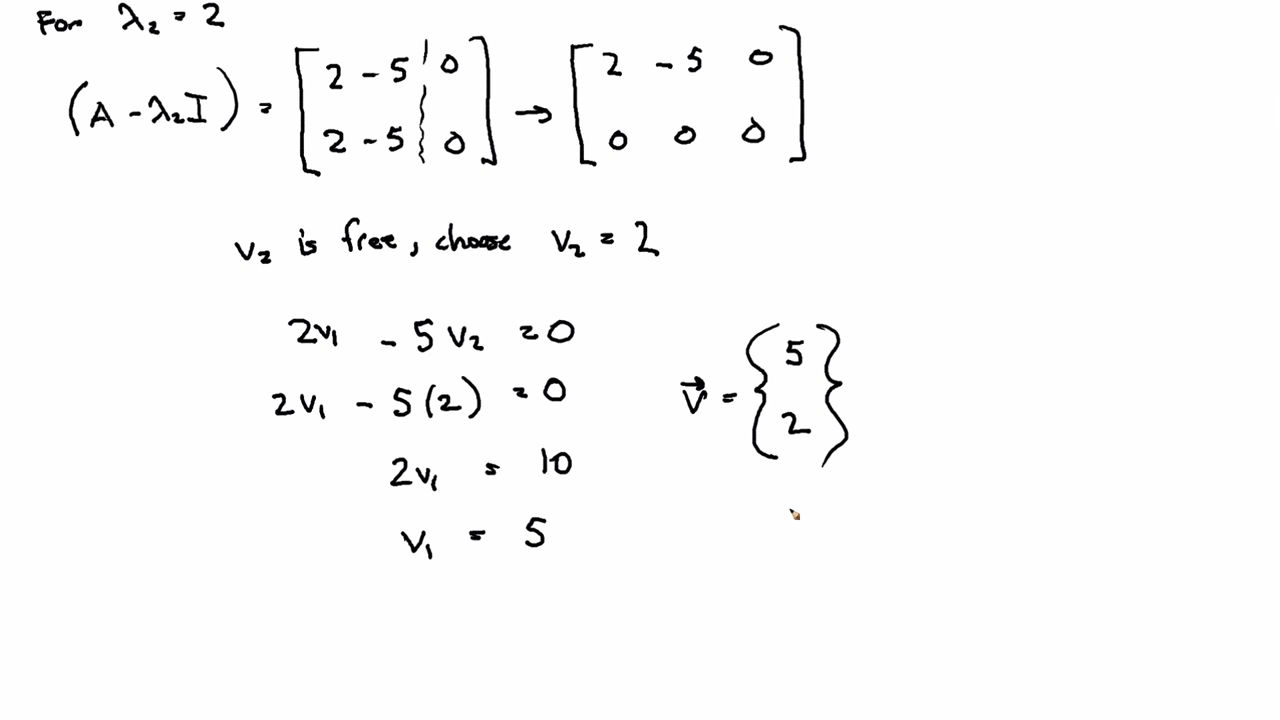 For λ₂ = 2
(A - λ₂I) = [2 -5 | 0; 2 -5 | 0] → [2 -5 0; 0 0 0]
v₂ is free, choose v₂ = 2
2v₁ - 5v₂ = 0
2v₁ - 5(2) = 0
2v₁ = 10
v₁ = 5
v⃗ = {5; 2}